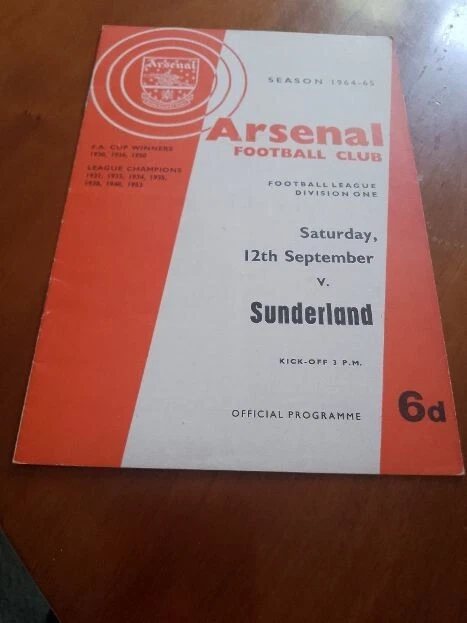 Arsenal
SEASON 1964-65
Arsenal
FOOTBALL CLUB
F.A. CUP WINNERS
1930, 1936, 1950
LEAGUE CHAMPIONS
1931, 1933, 1934, 1935,
1938, 1948, 1953
FOOTBALL LEAGUE
DIVISION ONE
Saturday,
12th September
v.
Sunderland
KICK-OFF 3 P.M.
OFFICIAL PROGRAMME
6d